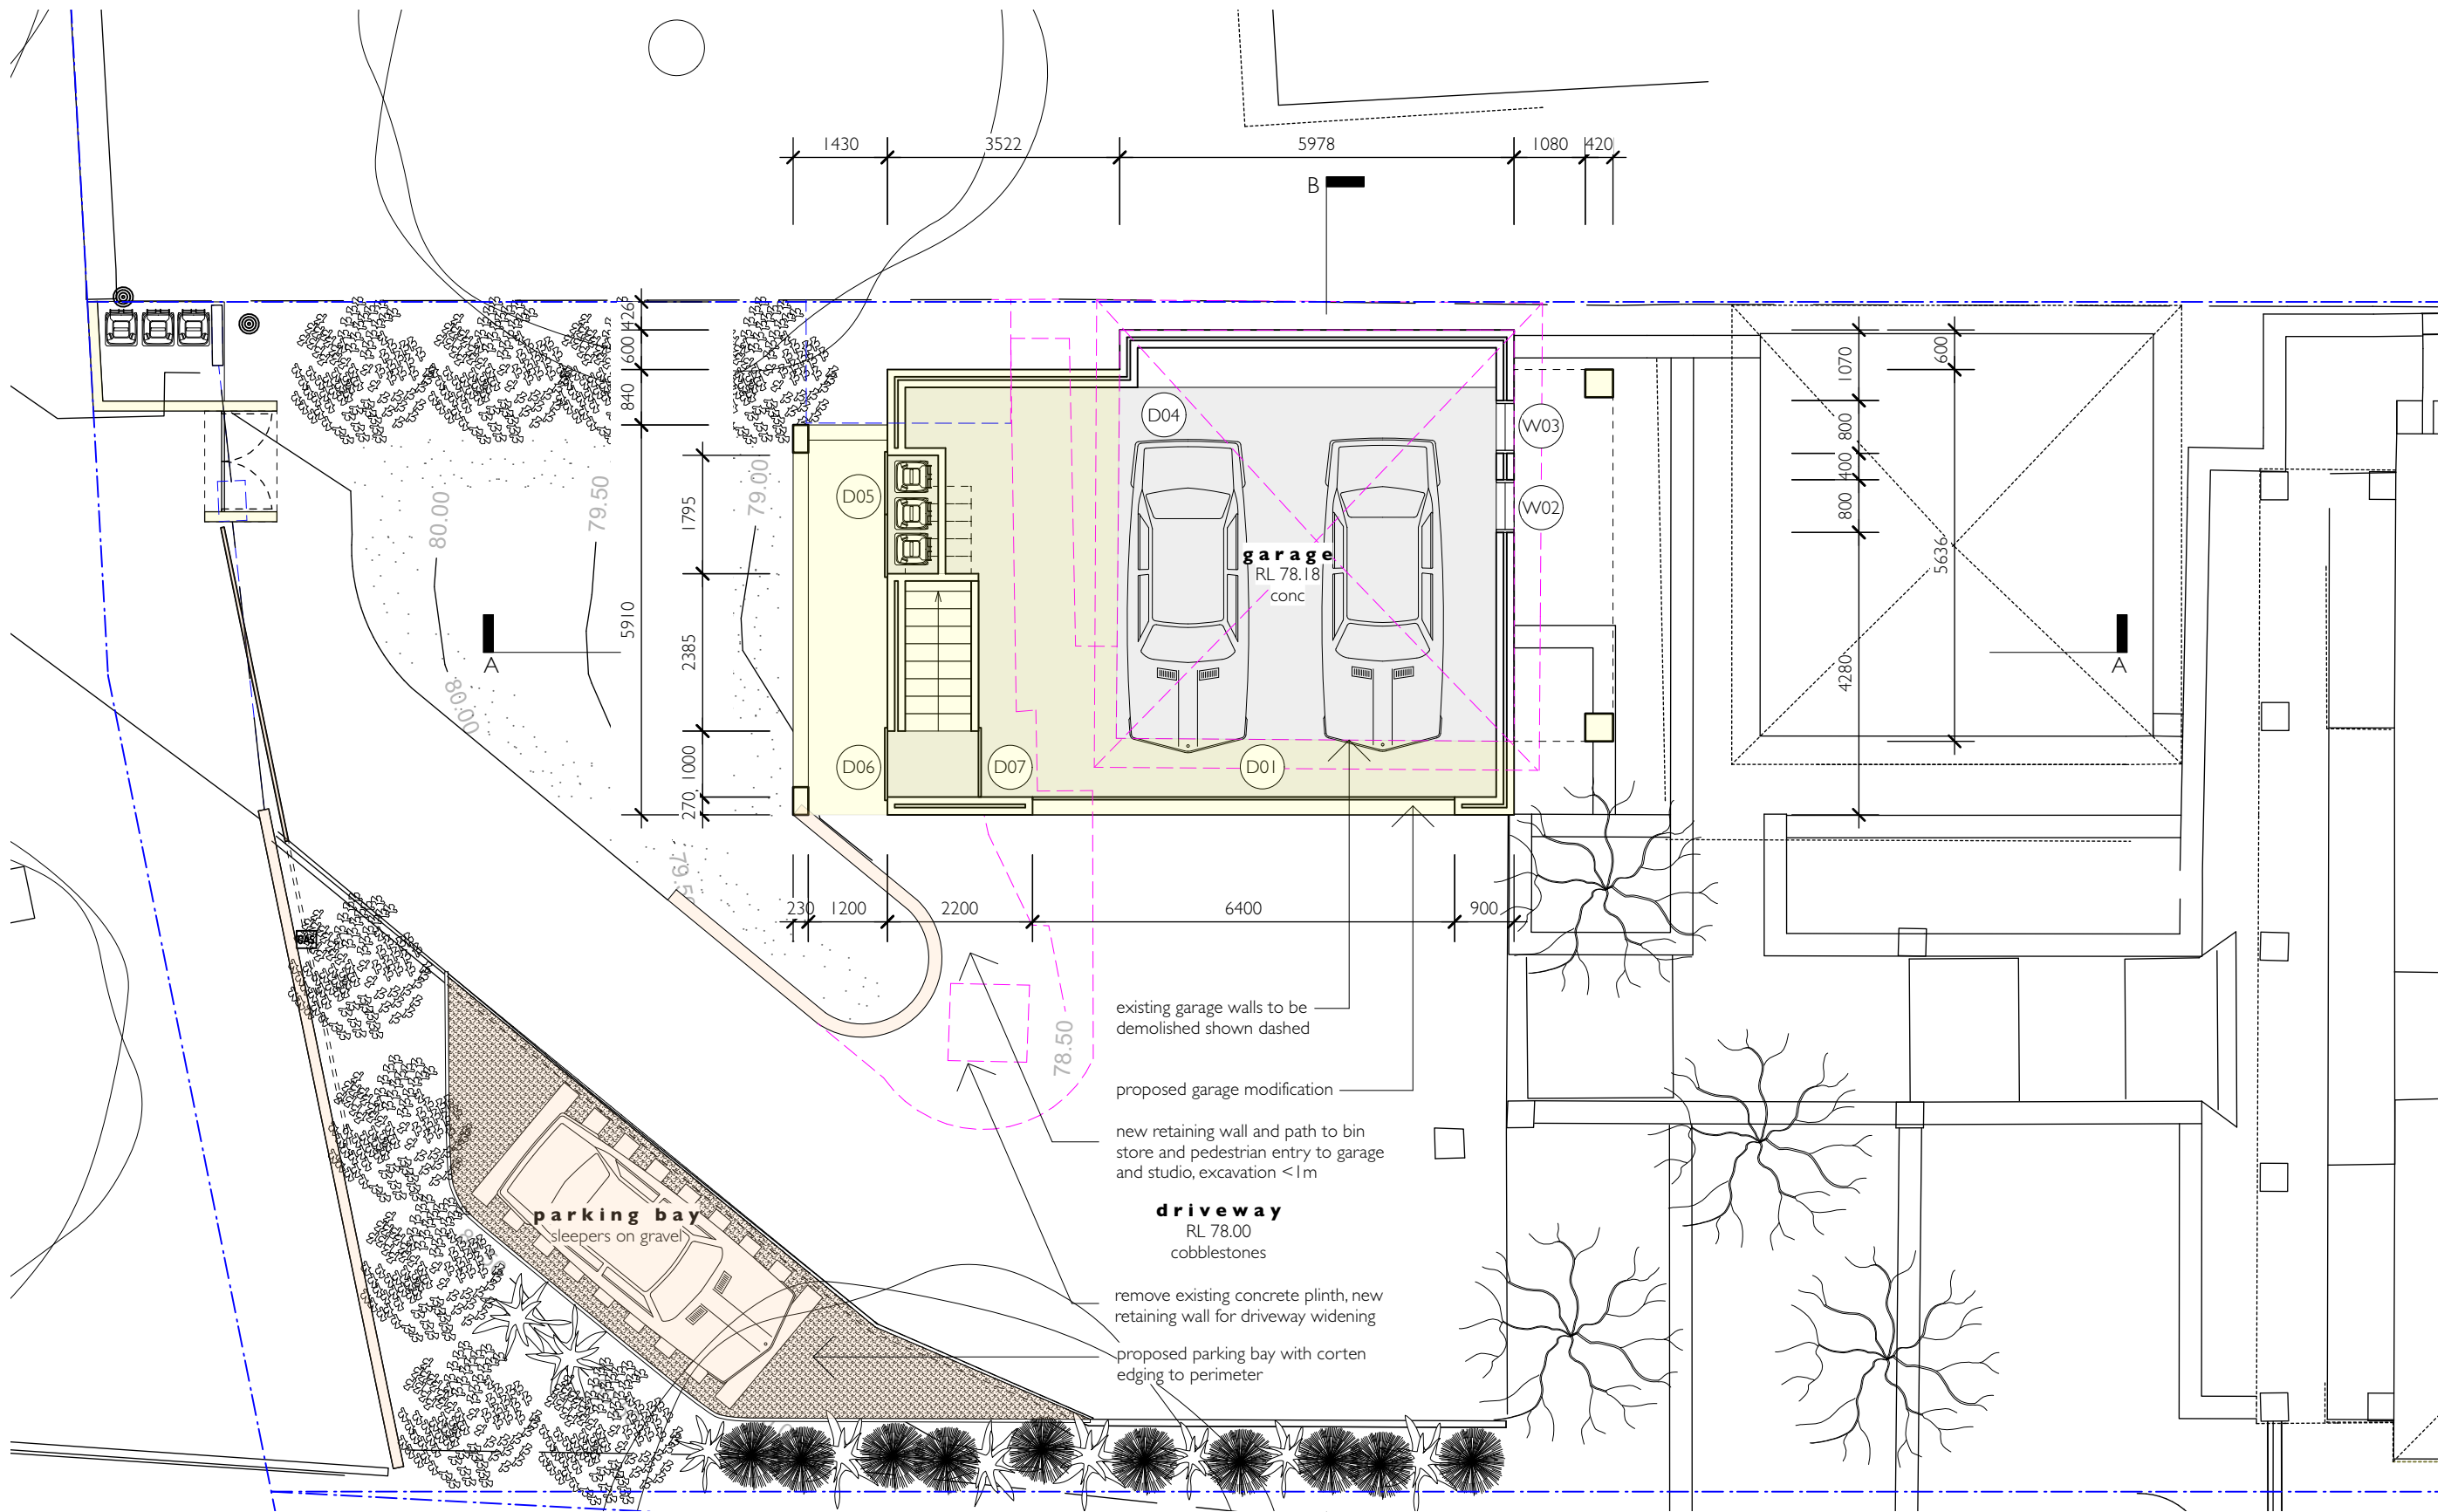 1430
3522
5978
1080
420
B
426
600
840
5910
1795
2385
1000
270
1070
800
400
800
4280
600
5636
80.00
79.50
79.00
80.00
D04
D05
W03
W02
garage
RL 78.18
conc
A
A
D06
D07
D01
230
1200
2200
6400
900
GAS
78.50
existing garage walls to be
demolished shown dashed
proposed garage modification
new retaining wall and path to bin
store and pedestrian entry to garage
and studio, excavation <1m
driveway
RL 78.00
cobblestones
parking bay
sleepers on gravel
remove existing concrete plinth, new
retaining wall for driveway widening
proposed parking bay with corten
edging to perimeter